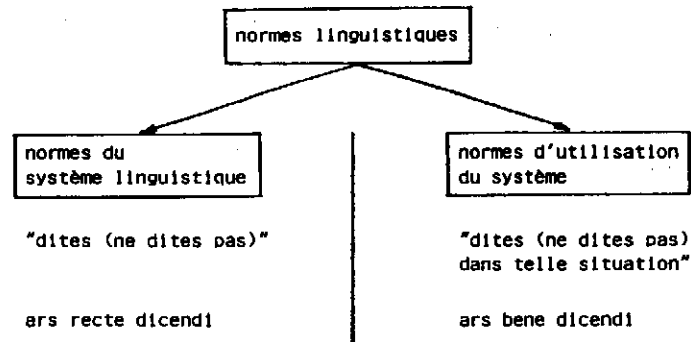 normes linguistiques
normes du
système linguistique
"dites (ne dites pas)"
ars recte dicendi
normes d'utilisation
du système
"dites (ne dites pas)
dans telle situation"
ars bene dicendi